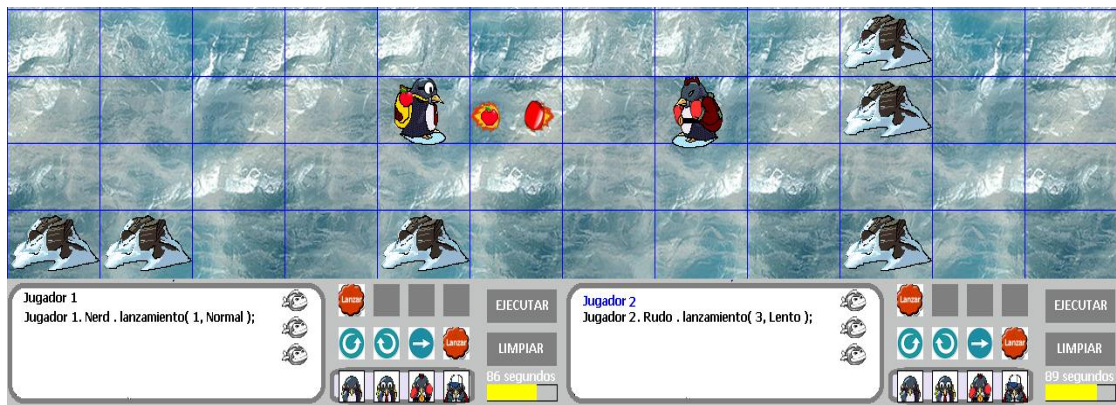 Jugador 1
Jugador 1. Nerd . lanzamiento( 1, Normal );
Lanzar
Lanzar
EJECUTAR
LIMPIAR
86 segundos
Jugador 2
Jugador 2. Rudo . lanzamiento( 3, Lento );
Lanzar
Lanzar
EJECUTAR
LIMPIAR
89 segundos